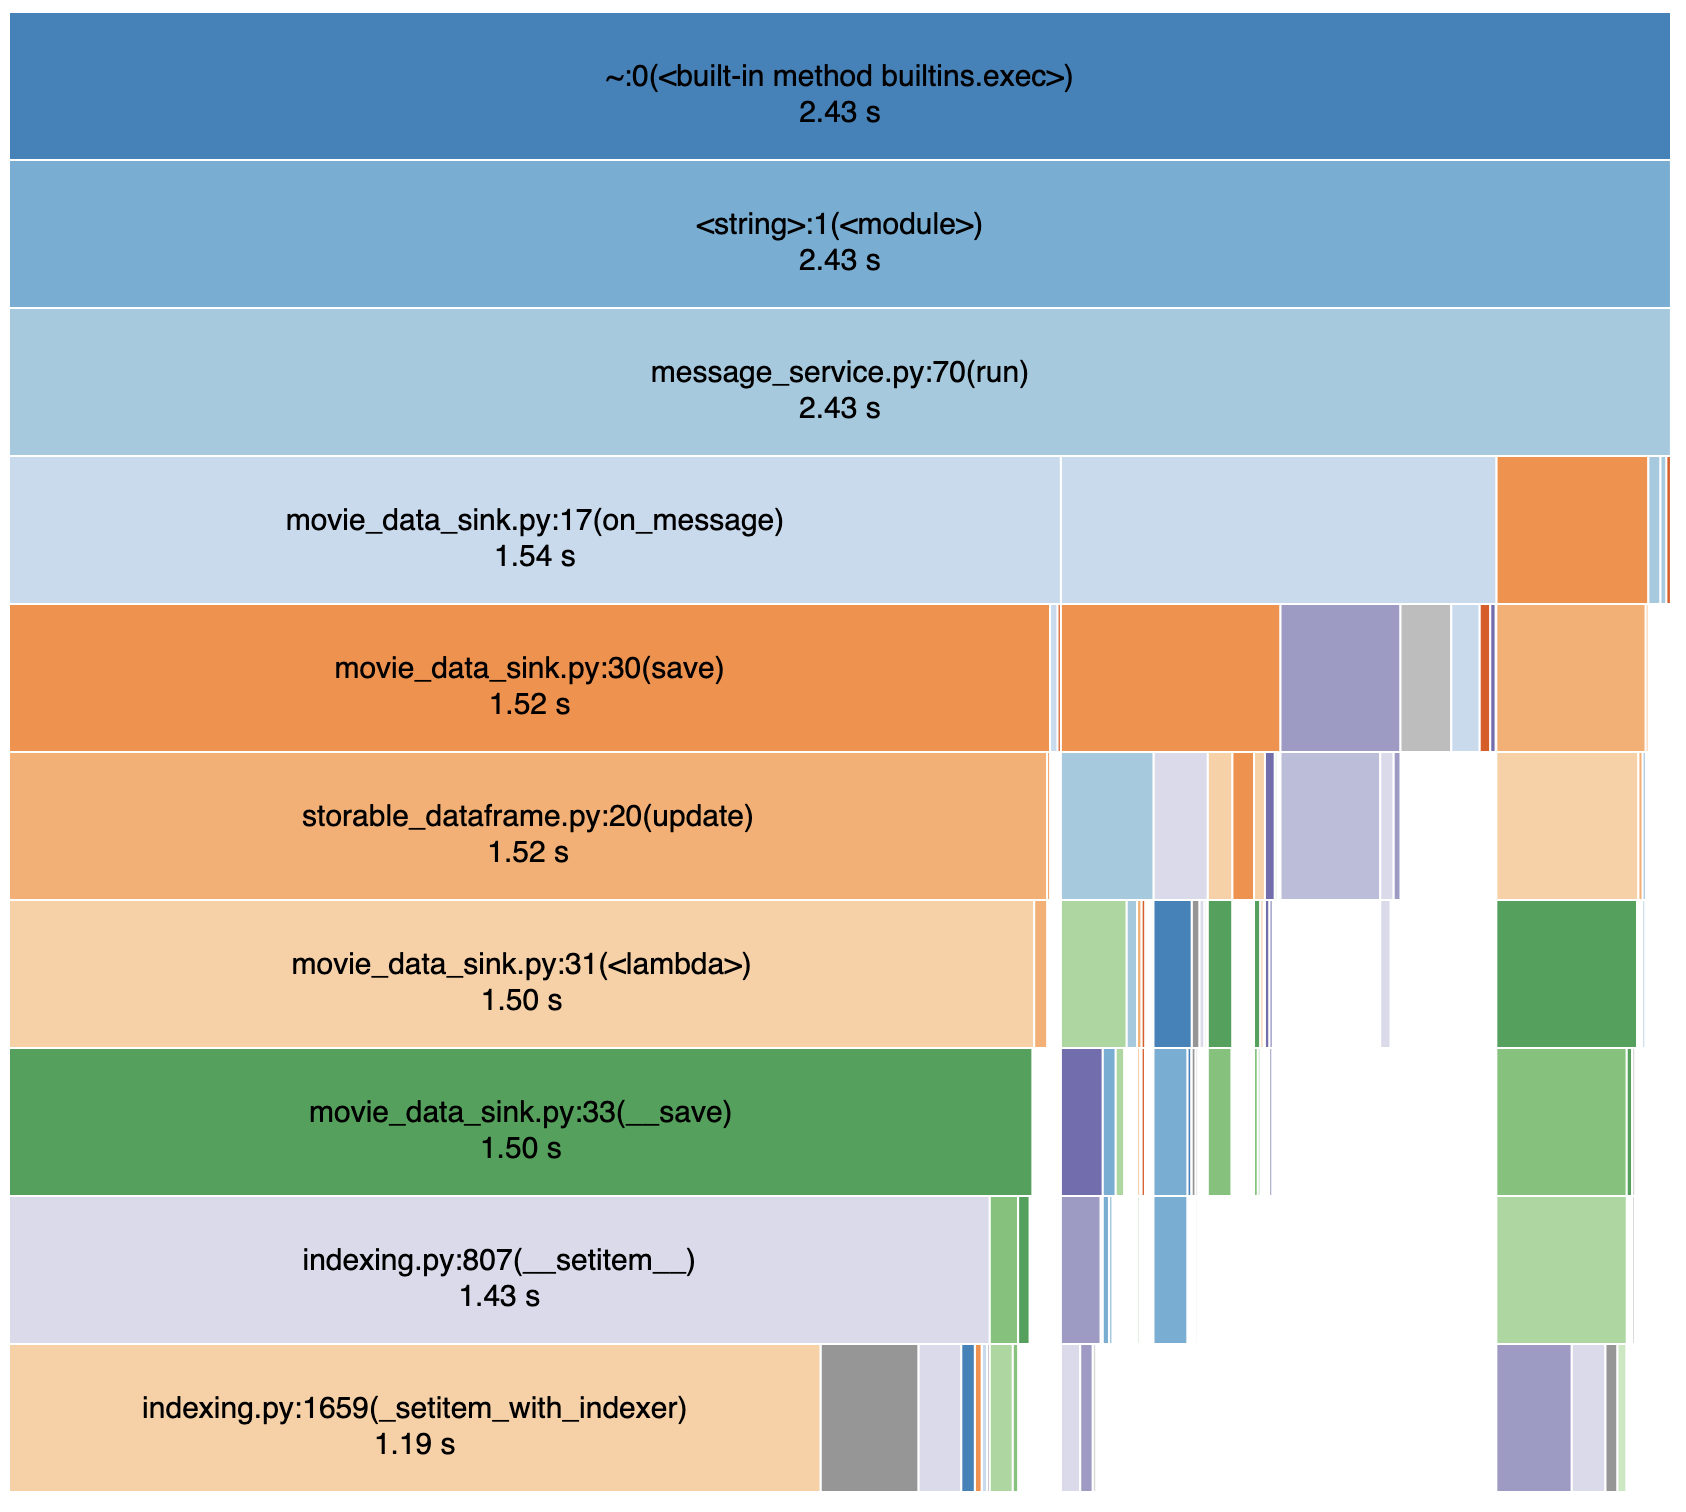 ~:0(<built-in method builtins.exec>)
2.43 s
<string>:1(<module>)
2.43 s
message_service.py:70(run)
2.43 s
movie_data_sink.py:17(on_message)
1.54 s
movie_data_sink.py:30(save)
1.52 s
storable_dataframe.py:20(update)
1.52 s
movie_data_sink.py:31(<lambda>)
1.50 s
movie_data_sink.py:33(__save)
1.50 s
indexing.py:807(__setitem__)
1.43 s
indexing.py:1659(_setitem_with_indexer)
1.19 s